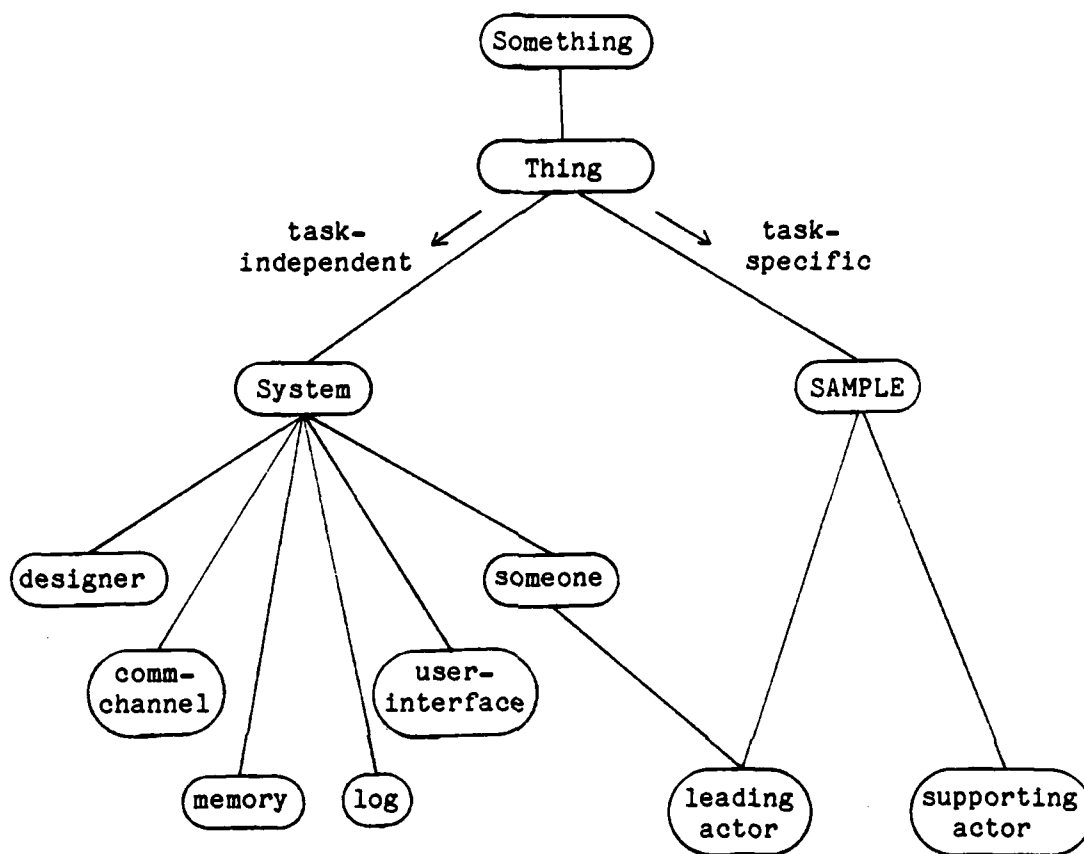 Something
Thing
task-
independent
task-
specific
System
SAMPLE
designer
someone
comm-
channel
user-
interface
memory
log
leading
actor
supporting
actor